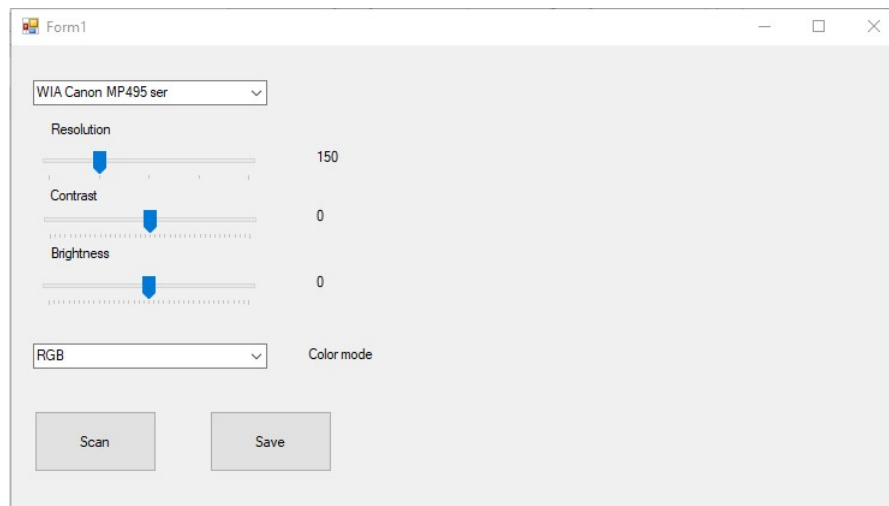 Form1
WIA Canon MP495 ser
Resolution
150
Contrast
0
Brightness
0
RGB
Color mode
Scan
Save